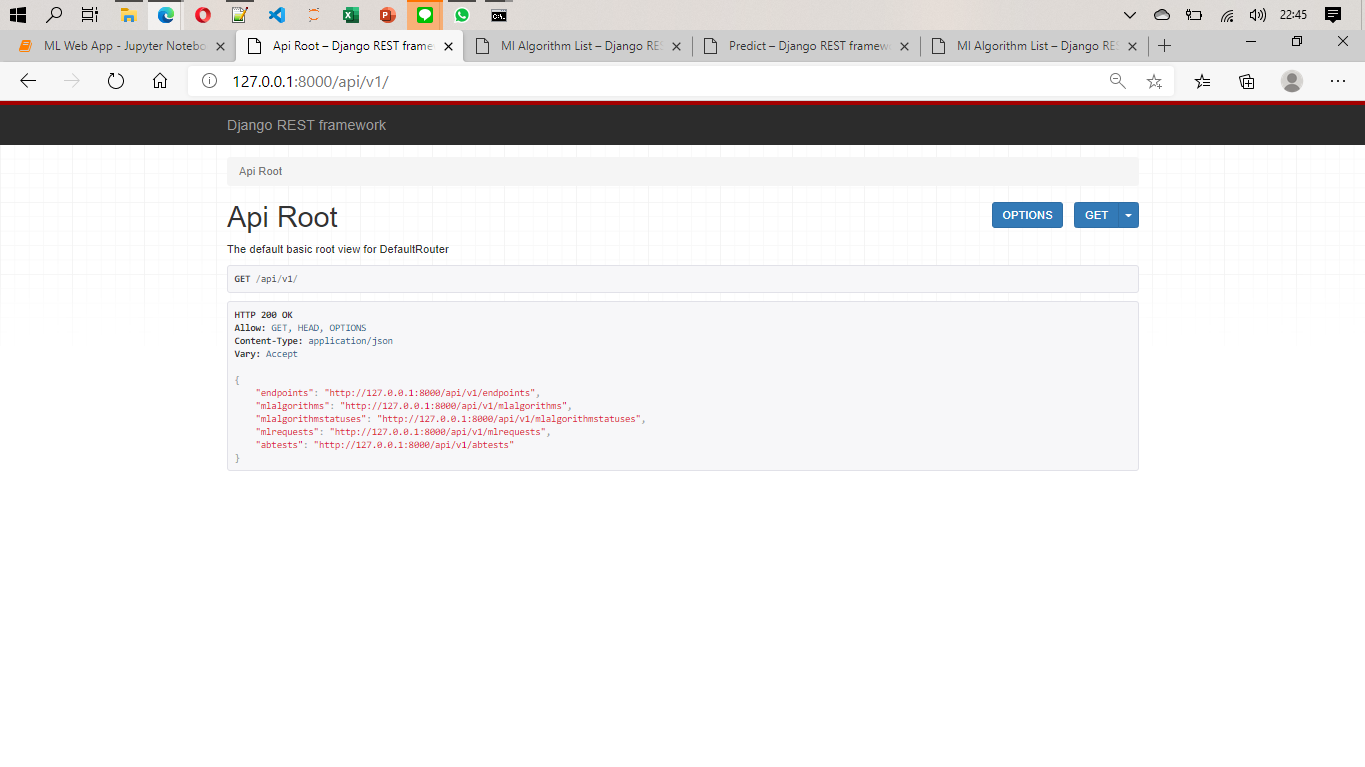 22:45
ML Web App - Jupyter Notebo
Api Root – Django REST frame
Ml Algorithm List – Django RE
Predict – Django REST framew
Ml Algorithm List – Django RE
127.0.0.1:8000/api/v1/
Django REST framework
Api Root
Api Root
OPTIONS
GET
The default basic root view for DefaultRouter
GET /api/v1/
HTTP 200 OK
Allow: GET, HEAD, OPTIONS
Content-Type: application/json
Vary: Accept
{
"endpoints": "http://127.0.0.1:8000/api/v1/endpoints",
"mlalgorithms": "http://127.0.0.1:8000/api/v1/mlalgorithms",
"mlalgorithmstatuses": "http://127.0.0.1:8000/api/v1/mlalgorithmstatuses",
"mlrequests": "http://127.0.0.1:8000/api/v1/mlrequests",
"abtests": "http://127.0.0.1:8000/api/v1/abtests"
}